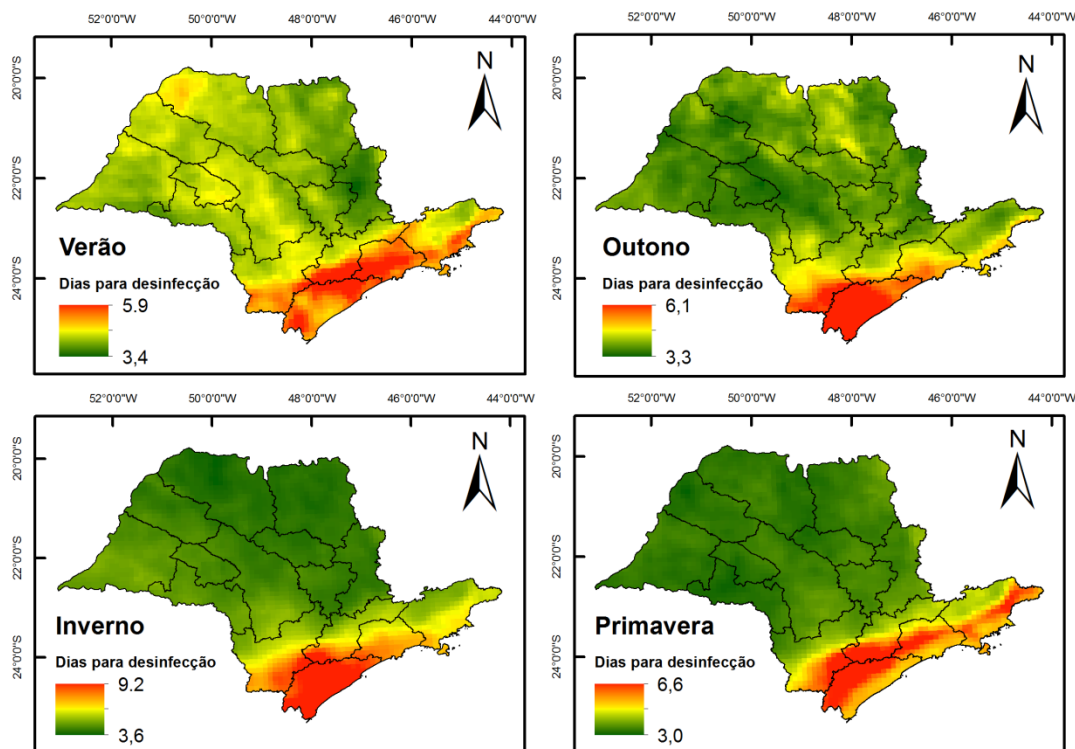 52°0'0"W 50°0'0"W 48°0'0"W 46°0'0"W 44°0'0"W
20°0'0"S
22°0'0"S
24°0'0"S
N
Verão
Dias para desinfecção
5.9
3,4
52°0'0"W 50°0'0"W 48°0'0"W 46°0'0"W 44°0'0"W
20°0'0"S
22°0'0"S
24°0'0"S
N
Outono
Dias para desinfecção
6,1
3,3
52°0'0"W 50°0'0"W 48°0'0"W 46°0'0"W 44°0'0"W
20°0'0"S
22°0'0"S
24°0'0"S
N
Inverno
Dias para desinfecção
9.2
3,6
52°0'0"W 50°0'0"W 48°0'0"W 46°0'0"W 44°0'0"W
20°0'0"S
22°0'0"S
24°0'0"S
N
Primavera
Dias para desinfecção
6,6
3,0